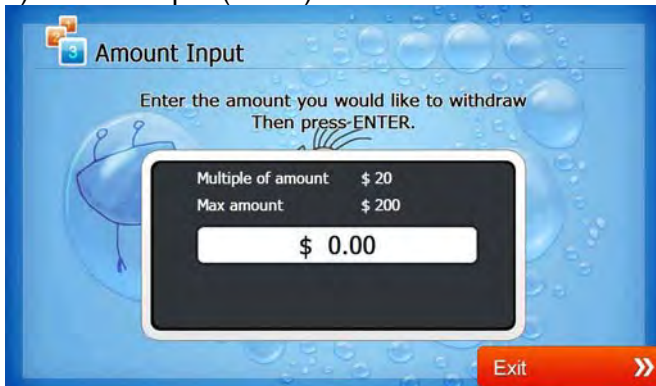 3
Amount Input
Enter the amount you would like to withdraw
Then press ENTER.
Multiple of amount $ 20
Max amount $ 200
$ 0.00
Exit »